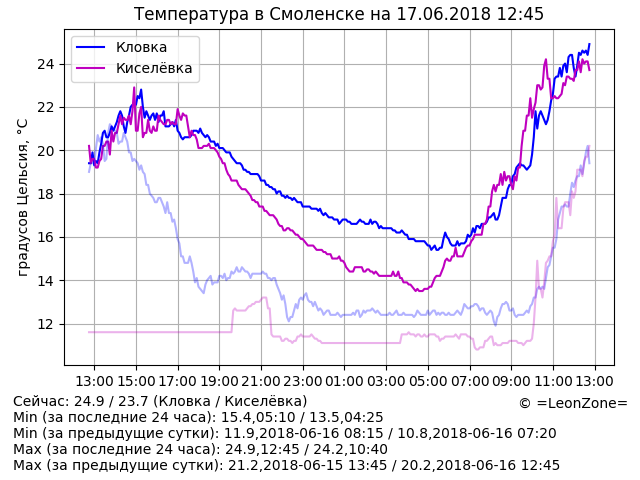 Температура в Смоленске на 17.06.2018 12:45
Кловка
Киселёвка
градусов Цельсия, °C
24
22
20
18
16
14
12
13:00 15:00 17:00 19:00 21:00 23:00 01:00 03:00 05:00 07:00 09:00 11:00 13:00
Сейчас: 24.9 / 23.7 (Кловка / Киселёвка)
© =LeonZone=
Min (за последние 24 часа): 15.4,05:10 / 13.5,04:25
Min (за предыдущие сутки): 11.9,2018-06-16 08:15 / 10.8,2018-06-16 07:20
Max (за последние 24 часа): 24.9,12:45 / 24.2,10:40
Max (за предыдущие сутки): 21.2,2018-06-15 13:45 / 20.2,2018-06-16 12:45